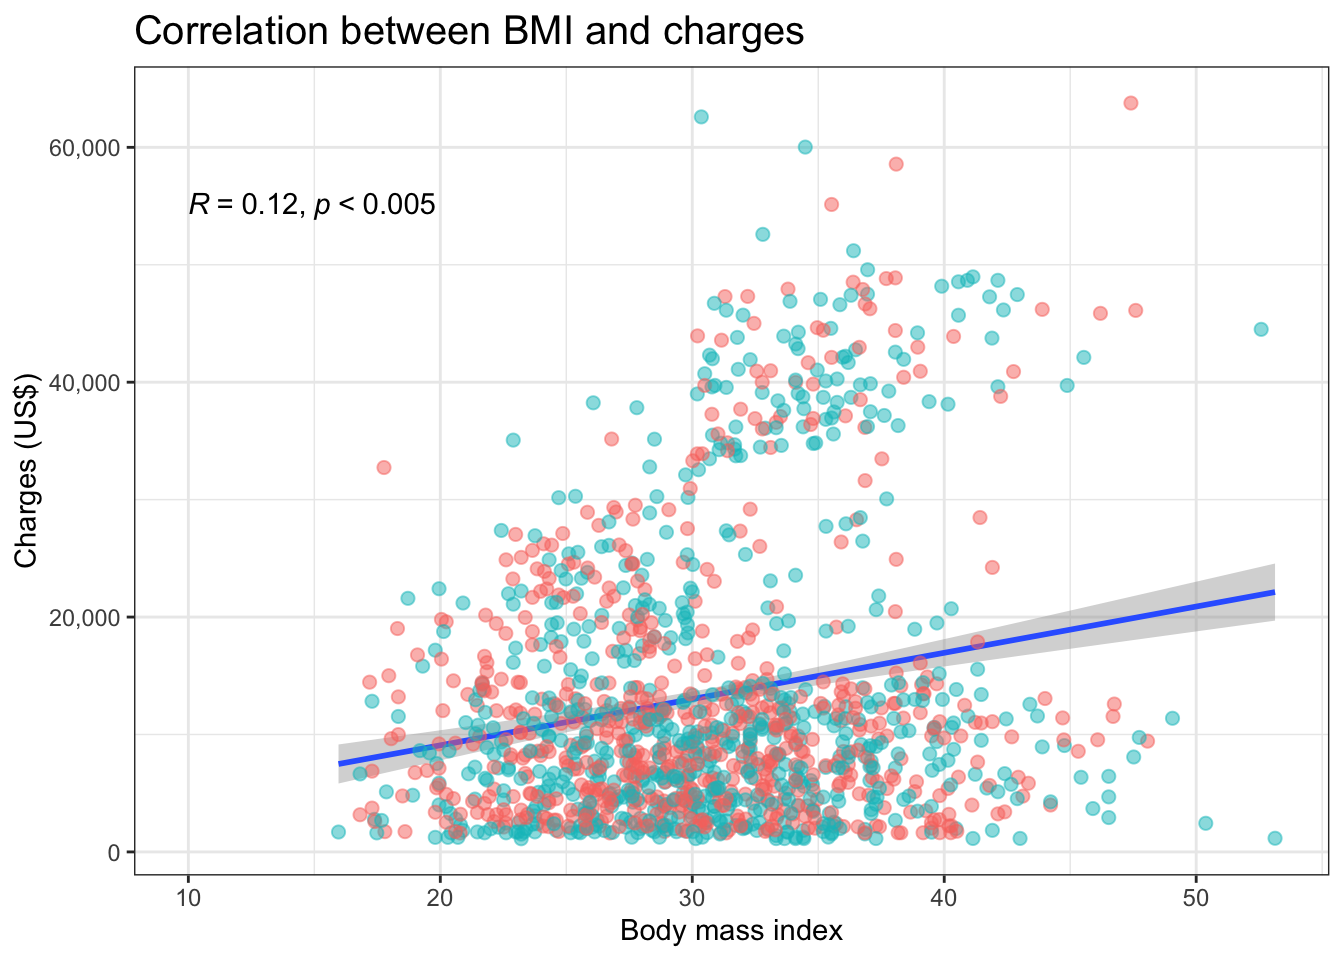 Correlation between BMI and charges
60,000
R = 0.12, p < 0.005
40,000
Charges (US$)
20,000
0
10 20 30 40 50
Body mass index